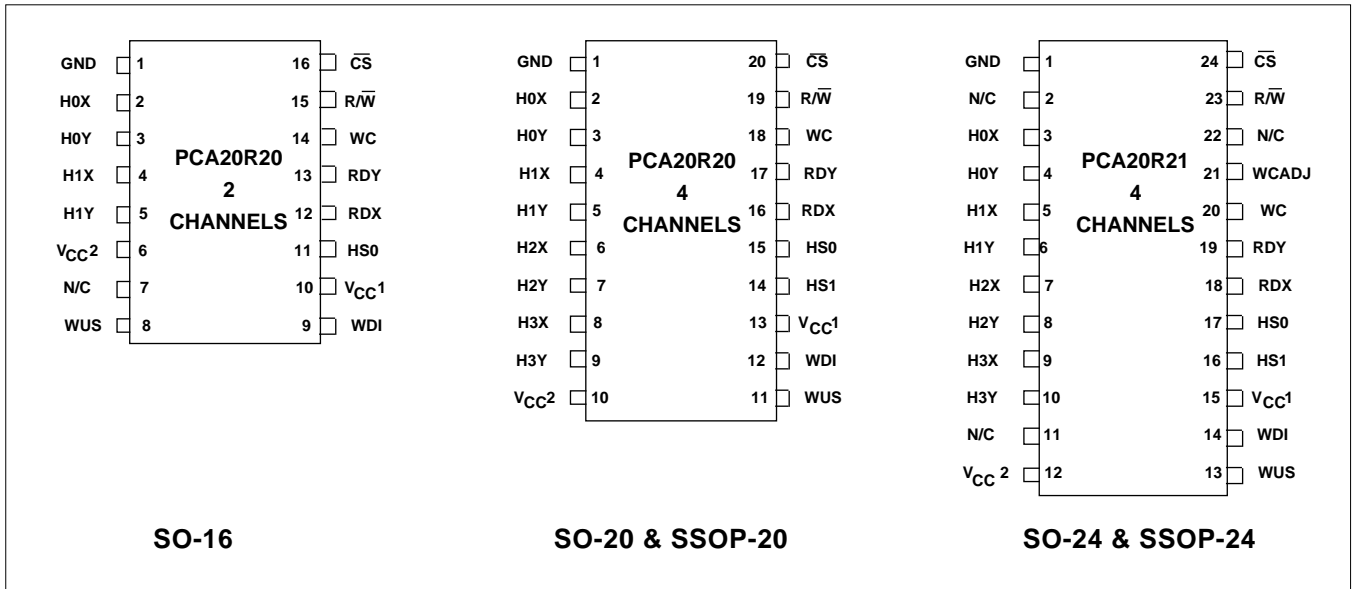 GND 1 16 C̅S̅
H0X 2 15 R/W̅
H0Y 3 14 WC
H1X 4 13 RDY
H1Y 5 12 RDX
VCC2 6 11 HS0
N/C 7 10 VCC1
WUS 8 9 WDI
PCA20R20
2
CHANNELS
SO-16
GND 1 20 C̅S̅
H0X 2 19 R/W̅
H0Y 3 18 WC
H1X 4 17 RDY
H1Y 5 16 RDX
H2X 6 15 HS0
H2Y 7 14 HS1
H3X 8 13 VCC1
H3Y 9 12 WDI
VCC2 10 11 WUS
PCA20R20
4
CHANNELS
SO-20 & SSOP-20
GND 1 24 C̅S̅
N/C 2 23 R/W̅
H0X 3 22 N/C
H0Y 4 21 WCADJ
H1X 5 20 WC
H1Y 6 19 RDY
H2X 7 18 RDX
H2Y 8 17 HS0
H3X 9 16 HS1
H3Y 10 15 VCC1
N/C 11 14 WDI
VCC 2 12 13 WUS
PCA20R21
4
CHANNELS
SO-24 & SSOP-24